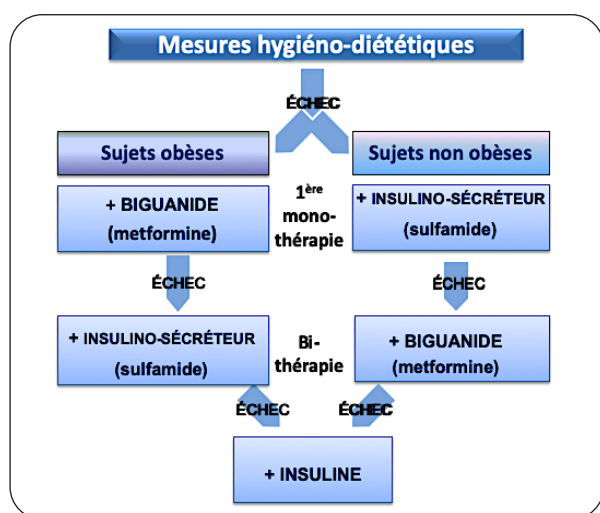 Mesures hygiéno-diététiques
ÉCHEC
Sujets obèses
Sujets non obèses
+ BIGUANIDE
(metformine)
1ère
mono-
thérapie
+ INSULINO-SÉCRÉTEUR
(sulfamide)
ÉCHEC
ÉCHEC
+ INSULINO-SÉCRÉTEUR
(sulfamide)
Bi-
thérapie
+ BIGUANIDE
(metformine)
ÉCHEC
ÉCHEC
+ INSULINE